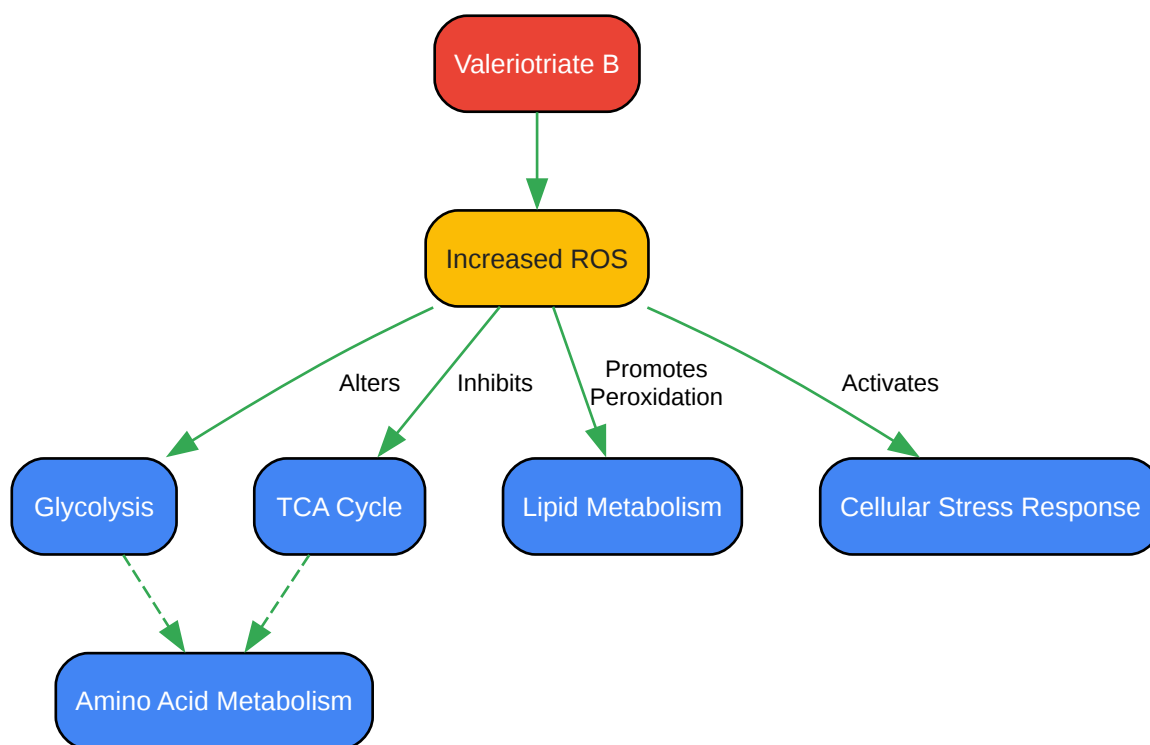 Valeriotriate B
Increased ROS
Alters
Inhibits
Promotes
Peroxidation
Activates
Glycolysis
TCA Cycle
Lipid Metabolism
Cellular Stress Response
Amino Acid Metabolism